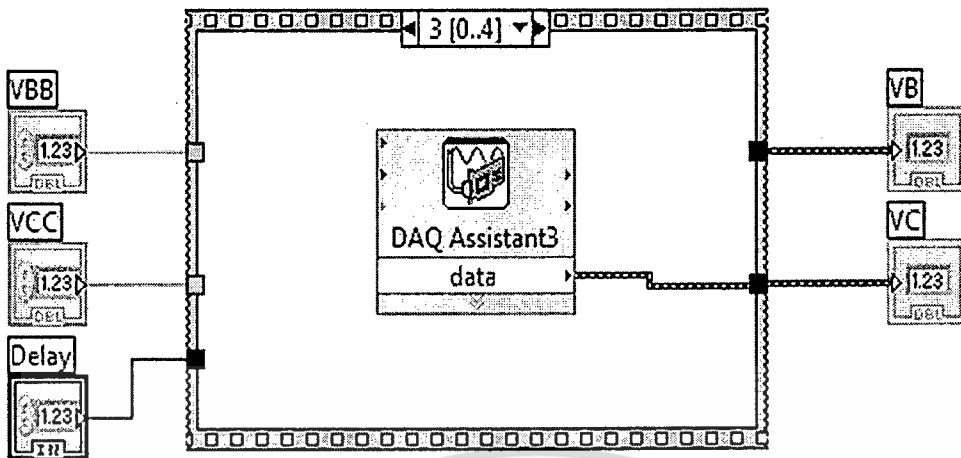 3 [0..4]
VBB
1.23
DBL
VCC
1.23
DBL
Delay
1.23
DAQ Assistant3
data
VB
1.23
DBL
VC
1.23
DBL